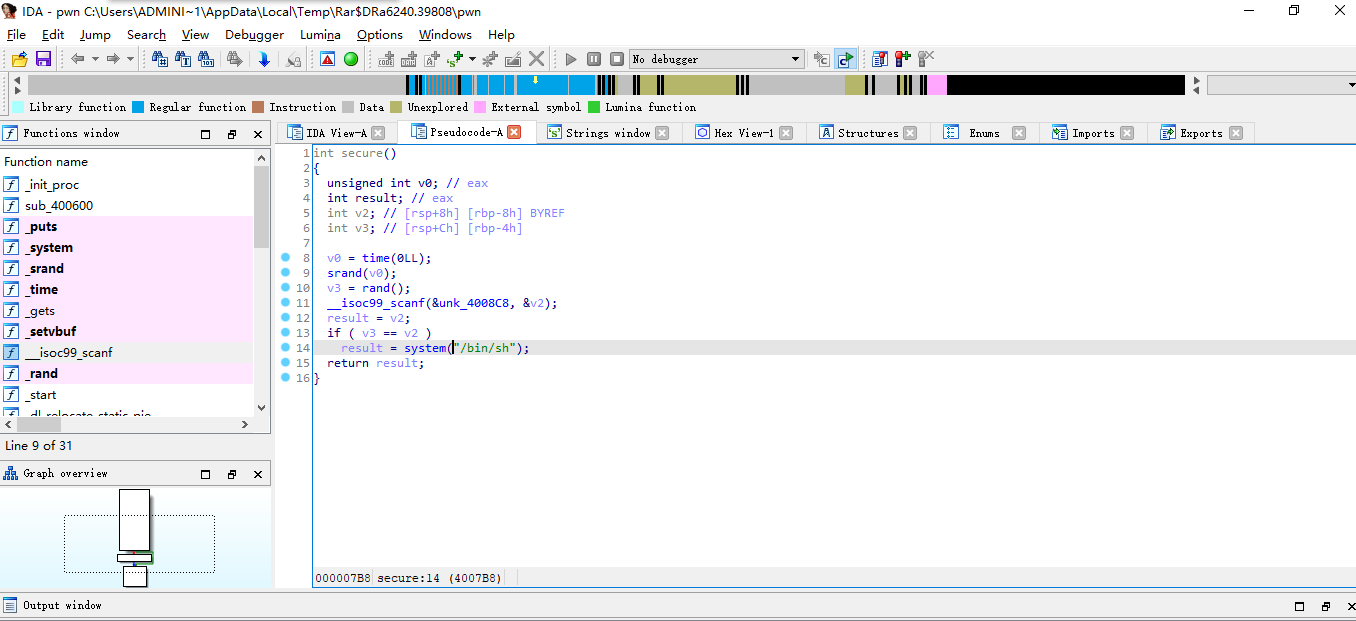 IDA - pwn C:\Users\ADMINI~1\AppData\Local\Temp\Rar$DRa6240.39808\pwn
File Edit Jump Search View Debugger Lumina Options Windows Help
No debugger
Library function Regular function Instruction Data Unexplored External symbol Lumina function
Functions window
IDA View-A Pseudocode-A Strings window Hex View-1 Structures Enums Imports Exports
Function name
_init_proc
sub_400600
_puts
_system
_srand
_time
_gets
_setvbuf
__isoc99_scanf
_rand
_start
_dl_relocate_static_pie
Line 9 of 31
Graph overview
1 int secure()
2 {
3 unsigned int v0; // eax
4 int result; // eax
5 int v2; // [rsp+8h] [rbp-8h] BYREF
6 int v3; // [rsp+Ch] [rbp-4h]
7
8 v0 = time(0LL);
9 srand(v0);
10 v3 = rand();
11 __isoc99_scanf(&unk_4008C8, &v2);
12 result = v2;
13 if ( v3 == v2 )
14 result = system("/bin/sh");
15 return result;
16 }
000007B8 secure:14 (4007B8)
Output window